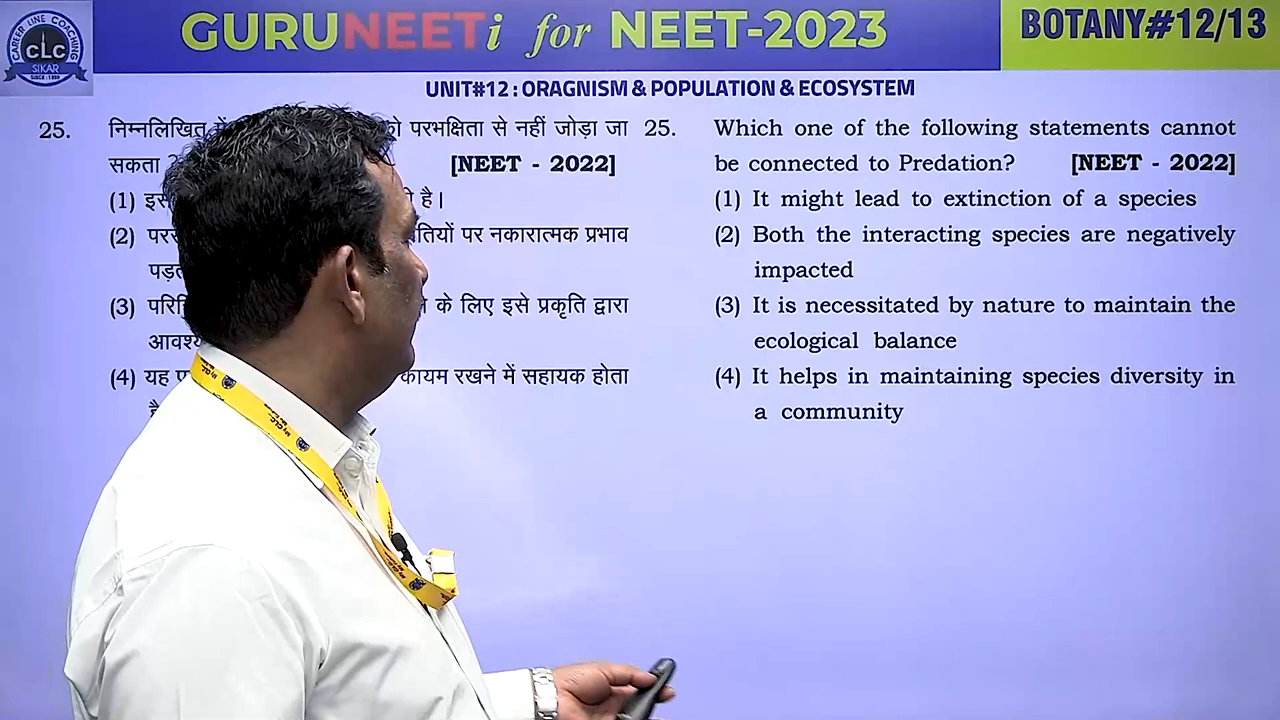 CAREER LINE COACHING
CLC
SIKAR
SINCE : 1996
GURUNEETi for NEET-2023
BOTANY#12/13
UNIT#12 : ORAGNISM & POPULATION & ECOSYSTEM
25. निम्नलिखित में को परभक्षिता से नहीं जोड़ा जा
सकता [NEET - 2022]
(1) है।
(2) पर नकारात्मक प्रभाव
(3) के लिए इसे प्रकृति द्वारा
(4) यह कायम रखने में सहायक होता
25. Which one of the following statements cannot
be connected to Predation? [NEET - 2022]
(1) It might lead to extinction of a species
(2) Both the interacting species are negatively
impacted
(3) It is necessitated by nature to maintain the
ecological balance
(4) It helps in maintaining species diversity in
a community